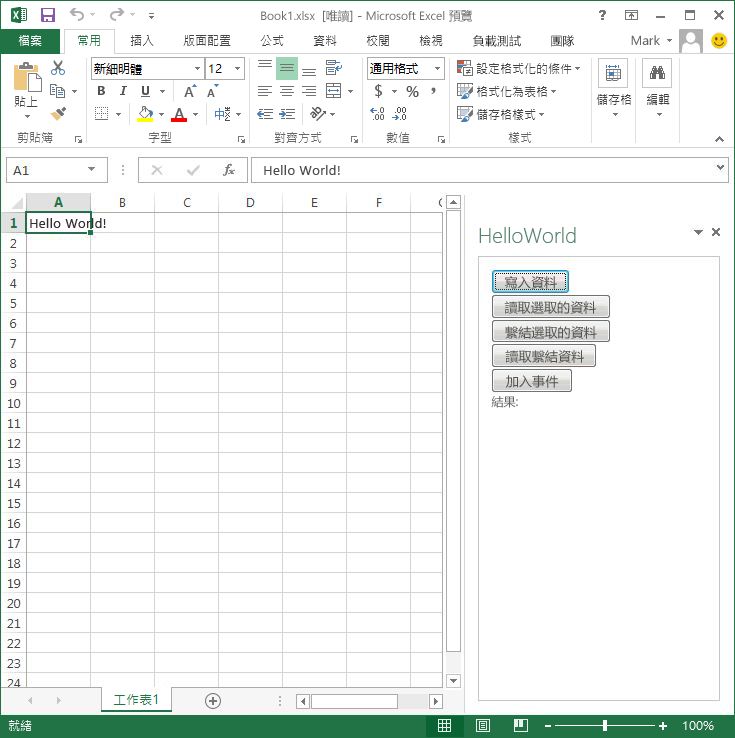 Book1.xlsx [唯讀] - Microsoft Excel 預覽
?
檔案 常用 插入 版面配置 公式 資料 校閱 檢視 負載測試 團隊 Mark
貼上 新細明體 12 通用格式 設定格式化的條件 儲存格 編輯
B I U A A $ % , 格式化為表格
A 中 .00 .0 儲存格樣式
剪貼簿 字型 對齊方式 數值 樣式
A1 fx Hello World!
A B C D E F
1 Hello World!
2
3
4
5
6
7
8
9
10
11
12
13
14
15
16
17
18
19
20
21
22
23
24
HelloWorld
寫入資料
讀取選取的資料
繫結選取的資料
讀取繫結資料
加入事件
結果:
工作表1
就緒 100%